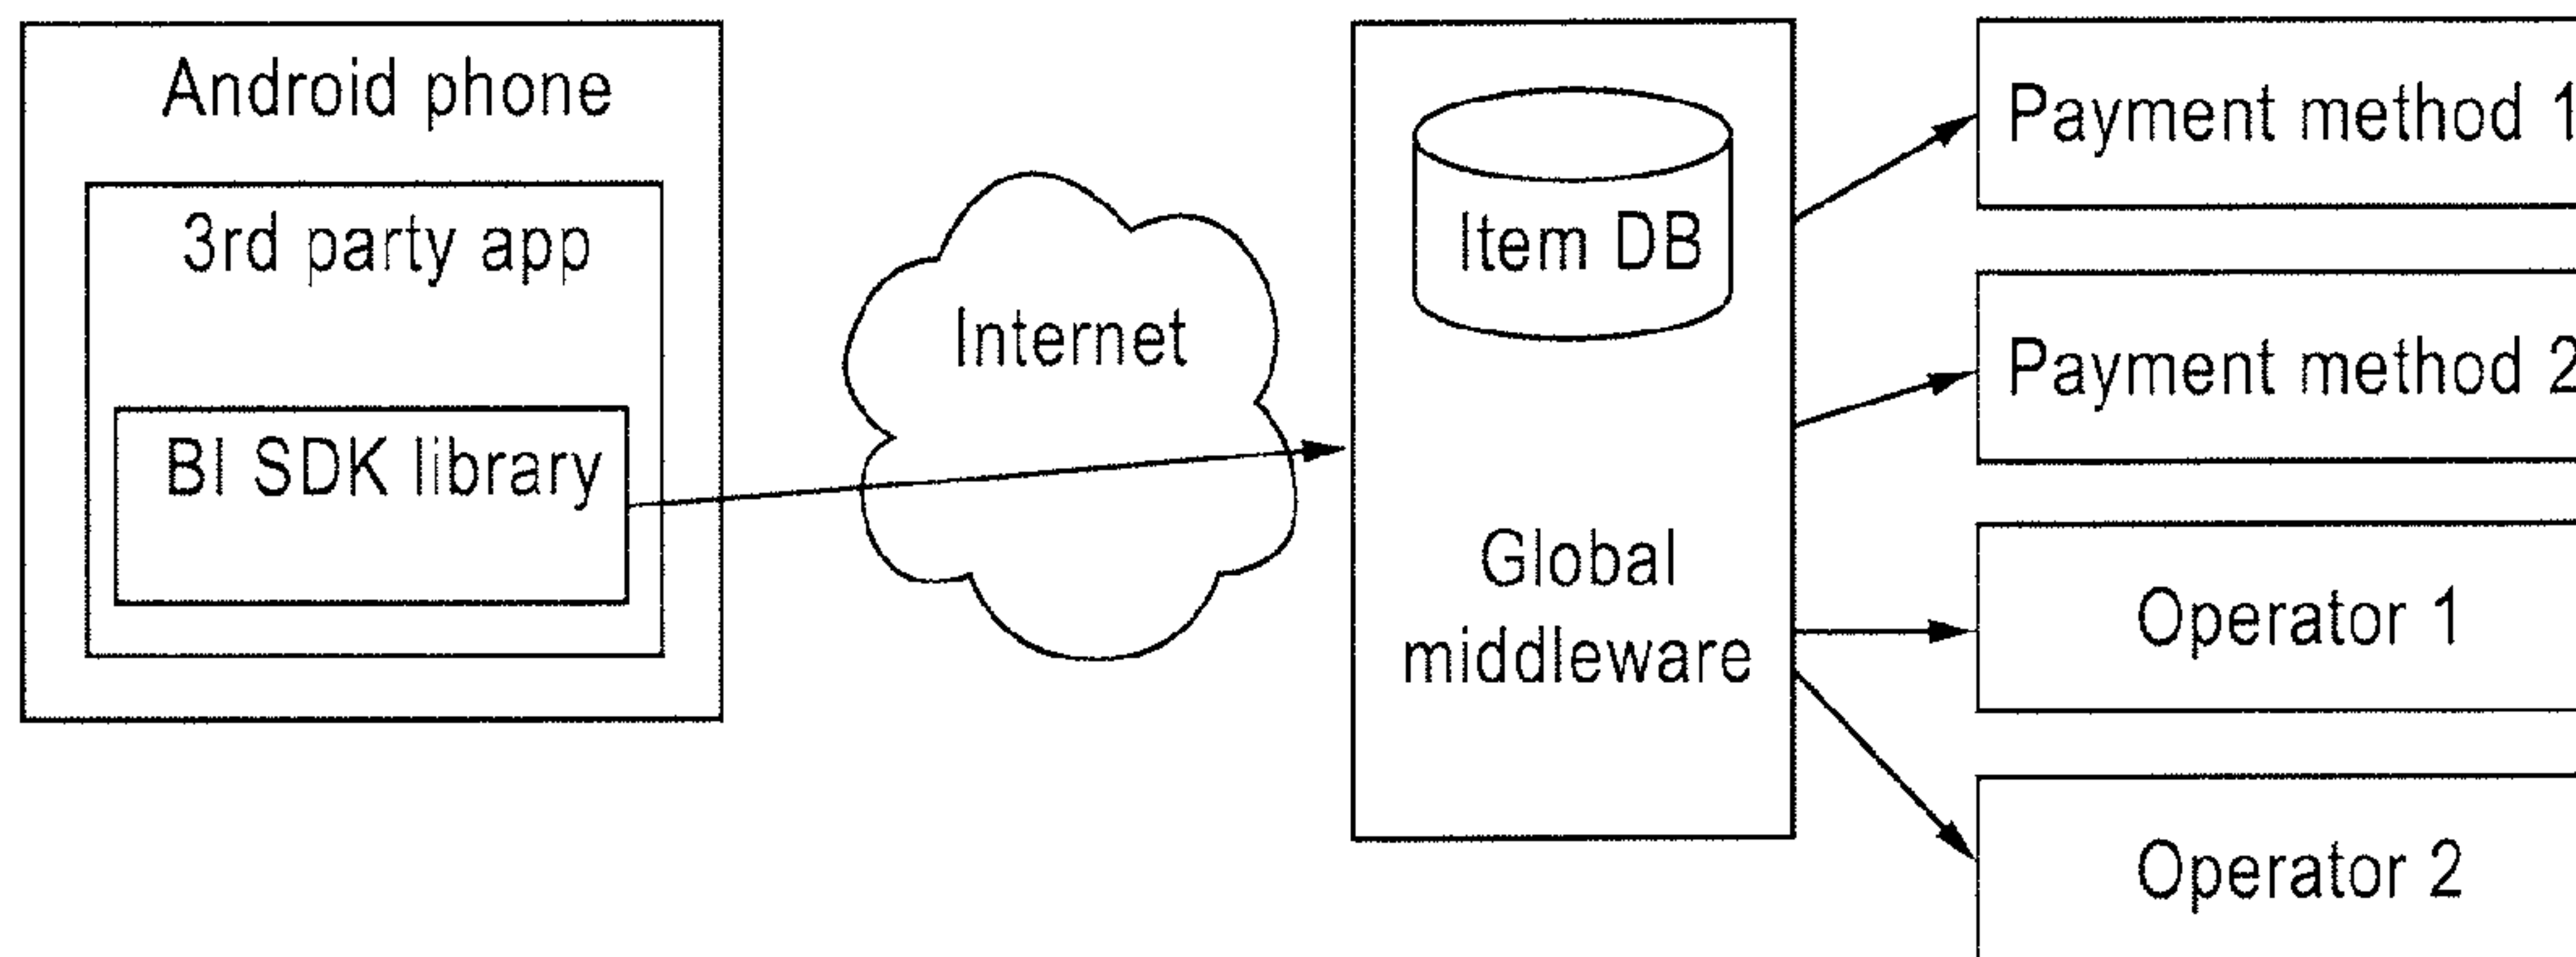 Android phone
3rd party app
BI SDK library
Internet
Item DB
Global
middleware
Payment method 1
Payment method 2
Operator 1
Operator 2